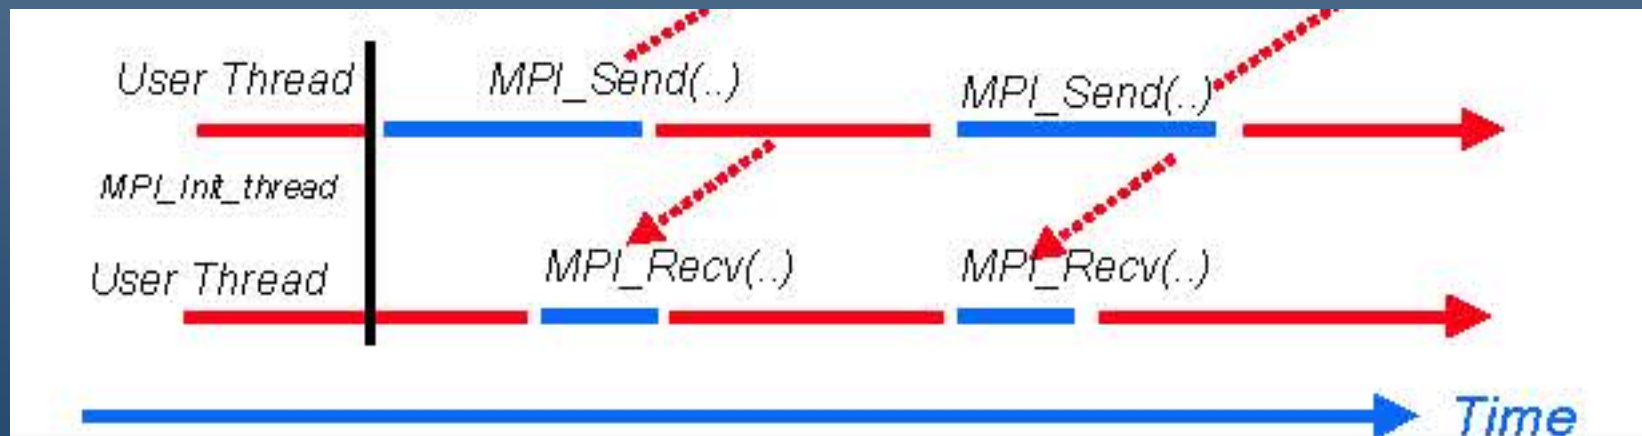 User Thread
MPI_Send(..)
MPI_Send(..)
MPI_Init_thread
User Thread
MPI_Recv(..)
MPI_Recv(..)
Time